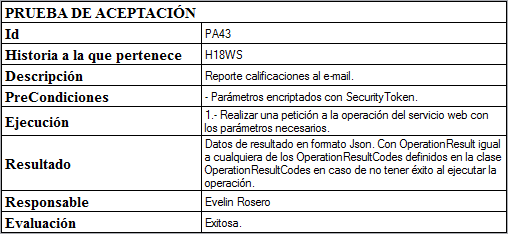 PRUEBA DE ACEPTACIÓN
Id PA43
Historia a la que pertenece H18WS
Descripción Reporte calificaciones al e-mail.
PreCondiciones - Parámetros encriptados con SecurityToken.
Ejecución 1.- Realizar una petición a la operación del servicio web con
los parámetros necesarios.
Resultado Datos de resultado en formato Json. Con OperationResult igual
a cualquiera de los OperationResultCodes definidos en la clase
OperationResultCodes en caso de no tener éxito al ejecutar la
operación.
Responsable Evelin Rosero
Evaluación Exitosa.